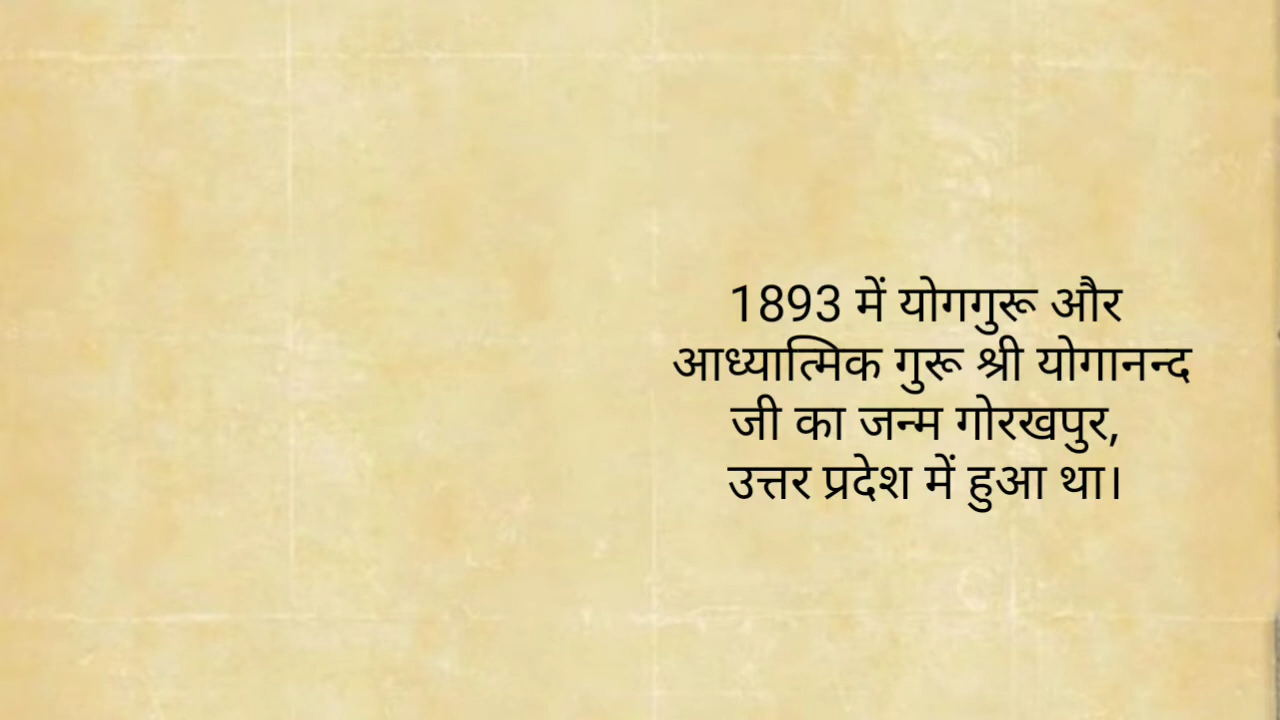 1893 में योगगुरू और
आध्यात्मिक गुरू श्री योगानन्द
जी का जन्म गोरखपुर,
उत्तर प्रदेश में हुआ था।